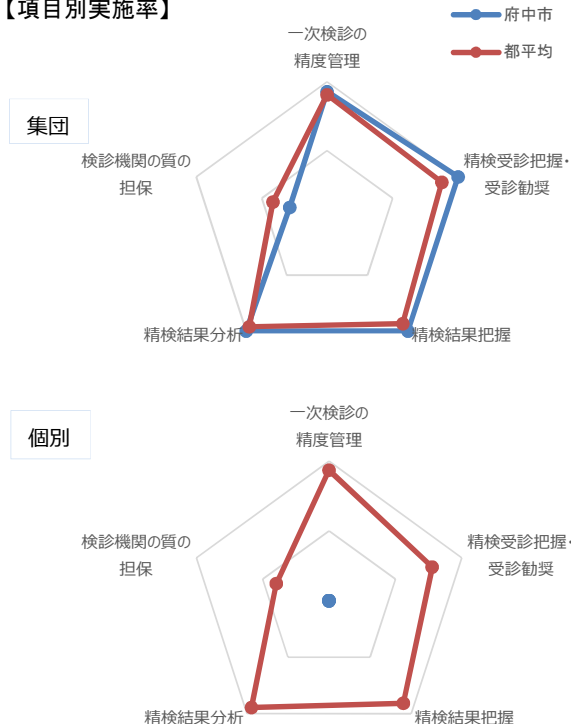 【項目別実施率】
府中市
都平均
集団
一次検診の
精度管理
精検受診把握・
受診勧奨
精検結果把握
精検結果分析
検診機関の質の
担保
個別
一次検診の
精度管理
精検受診把握・
受診勧奨
精検結果把握
精検結果分析
検診機関の質の
担保